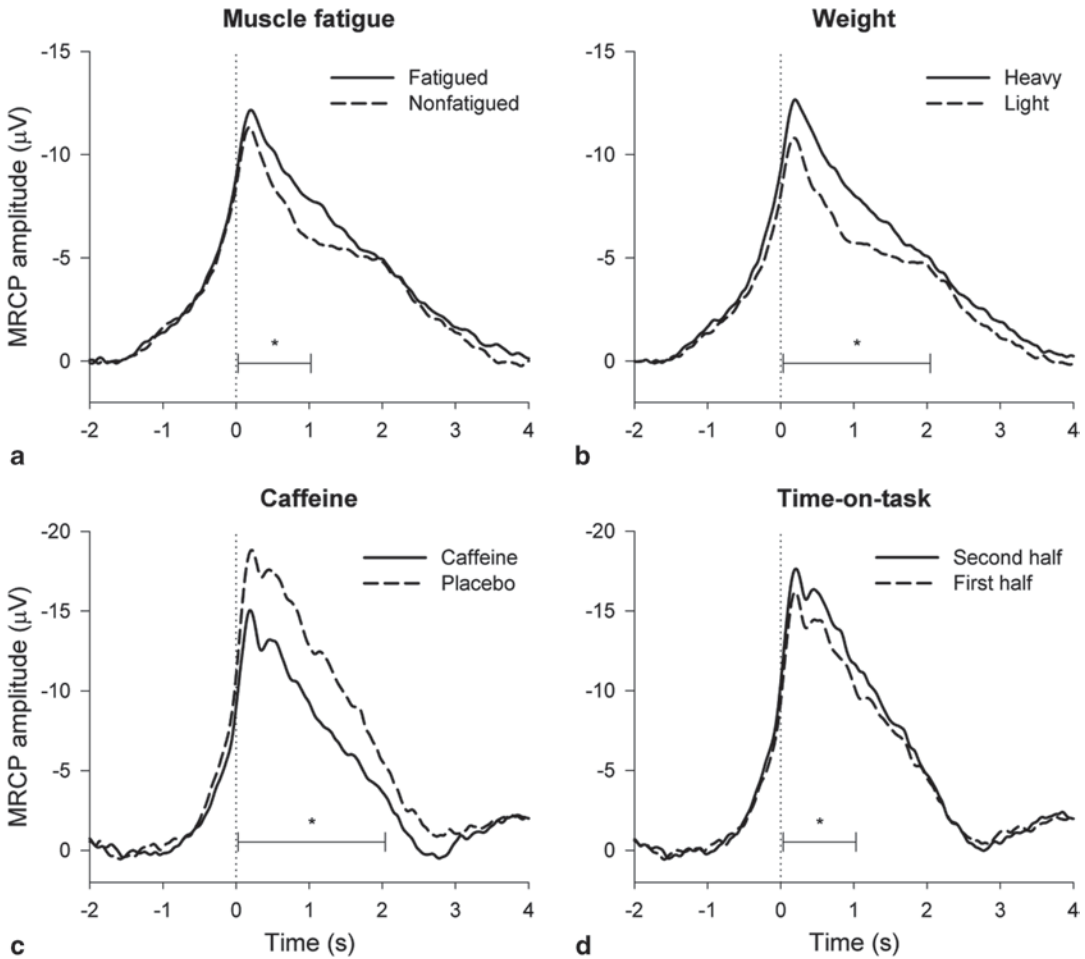 Muscle fatigue
-15
-10
-5
0
MRCP amplitude (μV)
Fatigued
Nonfatigued
*
-2 -1 0 1 2 3 4
a
Weight
-15
-10
-5
0
Heavy
Light
*
-2 -1 0 1 2 3 4
b
Caffeine
-20
-15
-10
-5
0
MRCP amplitude (μV)
Caffeine
Placebo
*
-2 -1 0 1 2 3 4
Time (s)
c
Time-on-task
-20
-15
-10
-5
0
Second half
First half
*
-2 -1 0 1 2 3 4
Time (s)
d